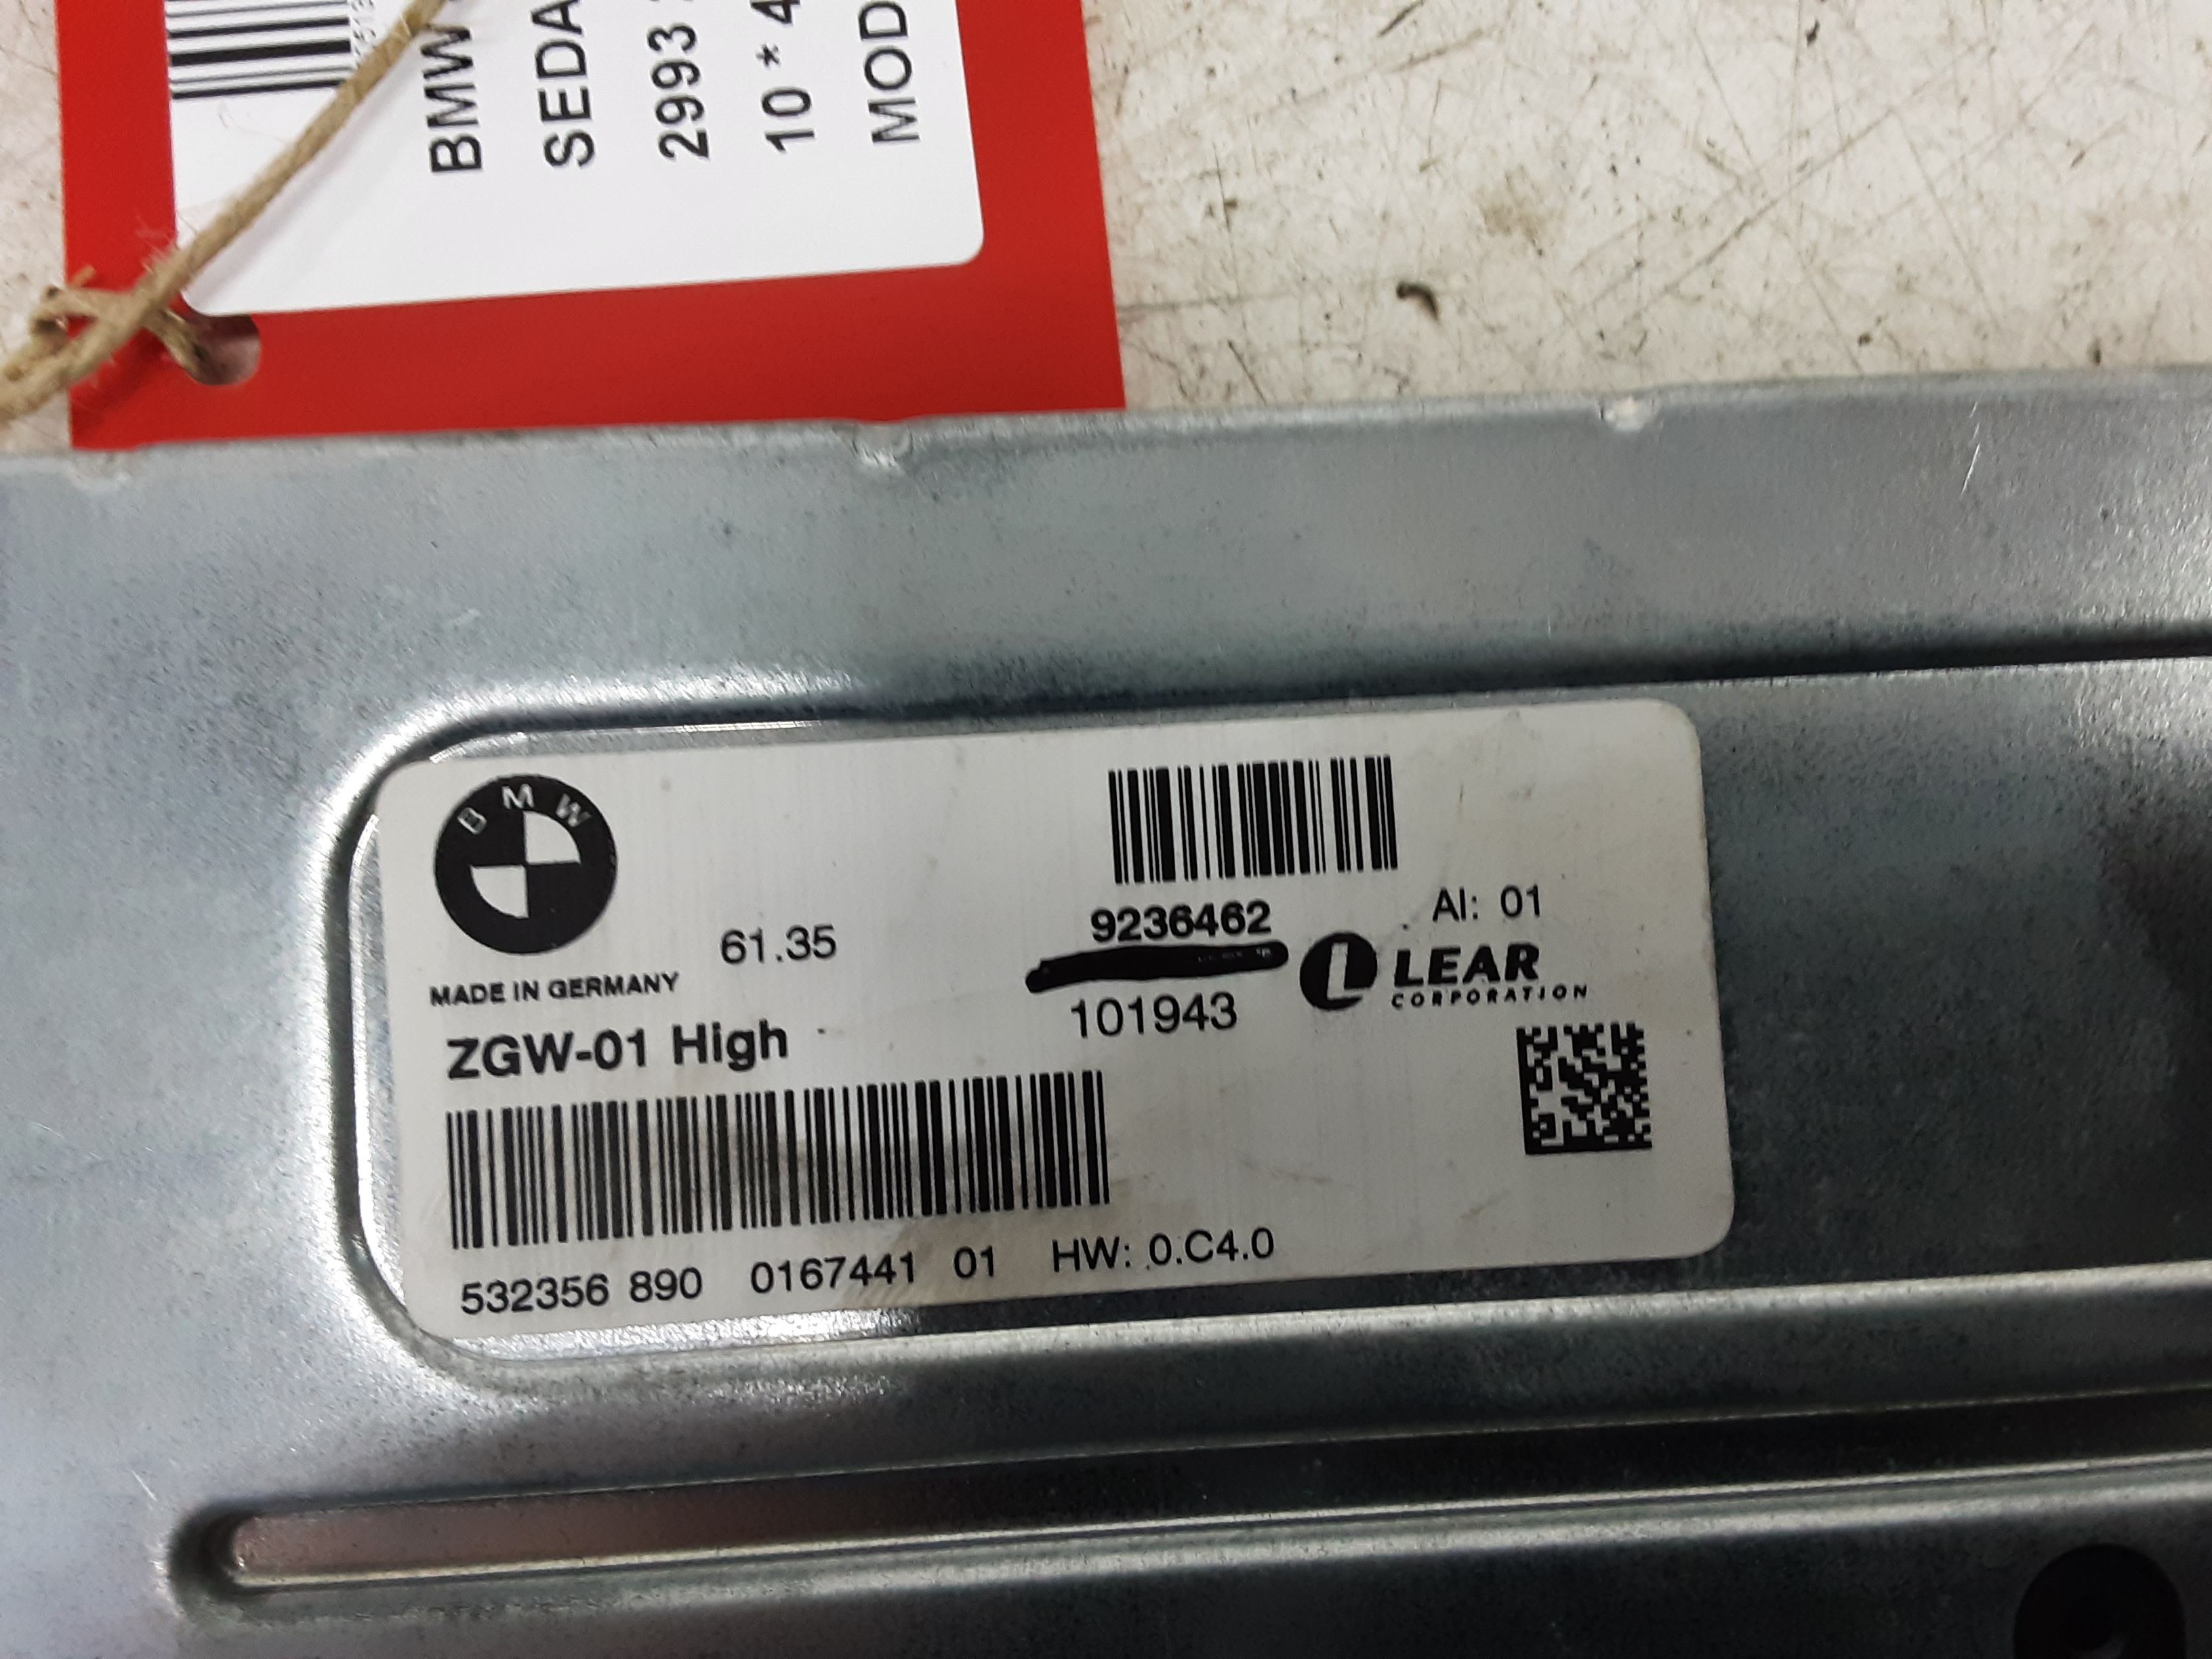 BMW
SEDA
2993
10 * 4
MOD
BMW
61.35
9236462
AI: 01
MADE IN GERMANY
101943
LEAR
CORPORATION
ZGW-01 High
532356 890 0167441 01 HW: 0.C4.0